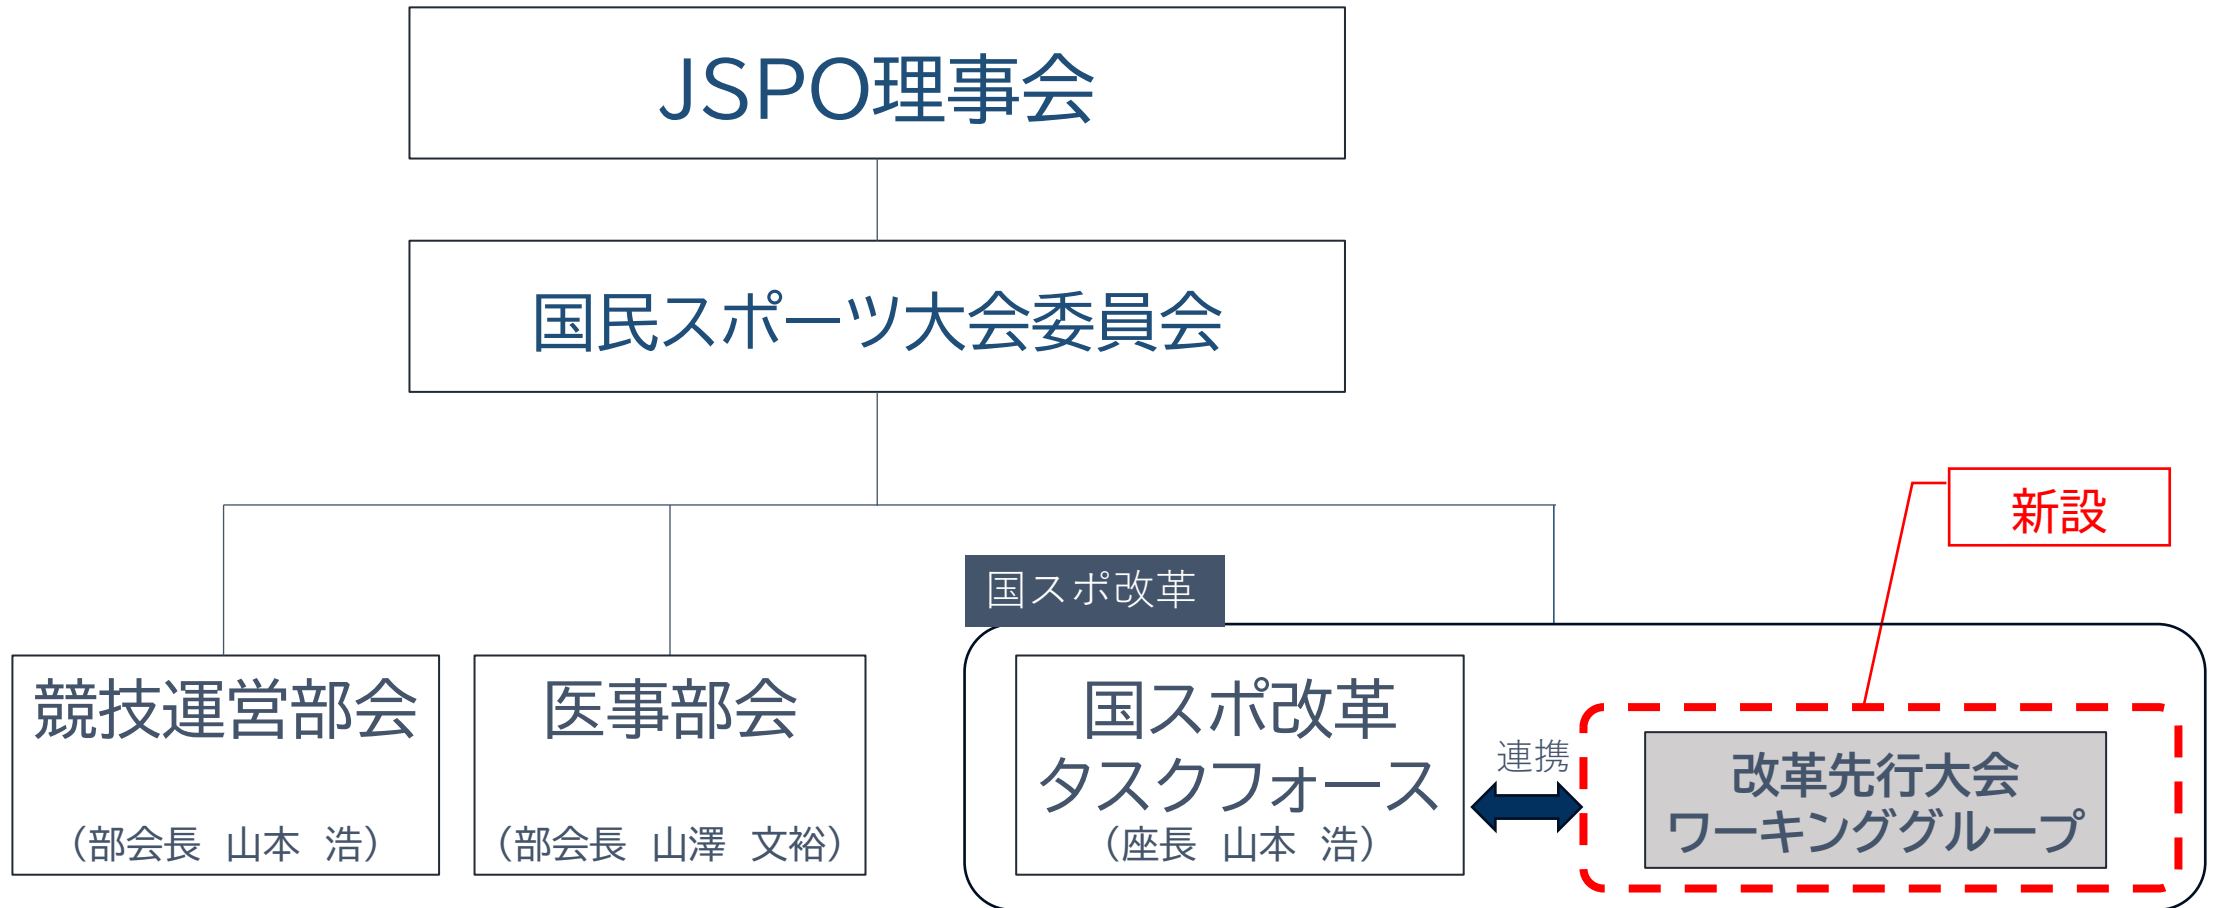 JSPO理事会
国民スポーツ大会委員会
新設
国スポ改革
競技運営部会
（部会長　山本　浩）
医事部会
（部会長　山澤　文裕）
国スポ改革
タスクフォース
（座長　山本　浩）
連携
改革先行大会
ワーキンググループ